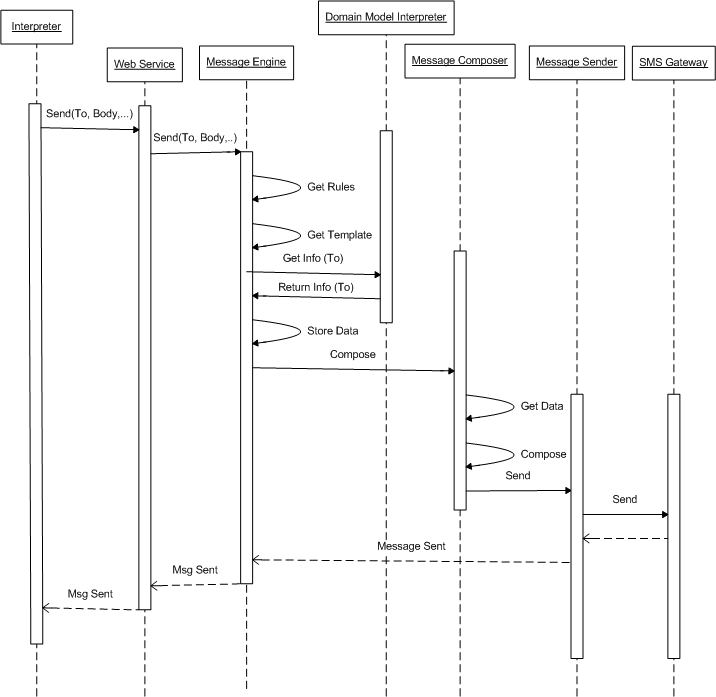 Interpreter
Web Service
Message Engine
Domain Model Interpreter
Message Composer
Message Sender
SMS Gateway
Send(To, Body,...)
Send(To, Body,..)
Get Rules
Get Template
Get Info (To)
Return Info (To)
Store Data
Compose
Get Data
Compose
Send
Send
Message Sent
Msg Sent
Msg Sent